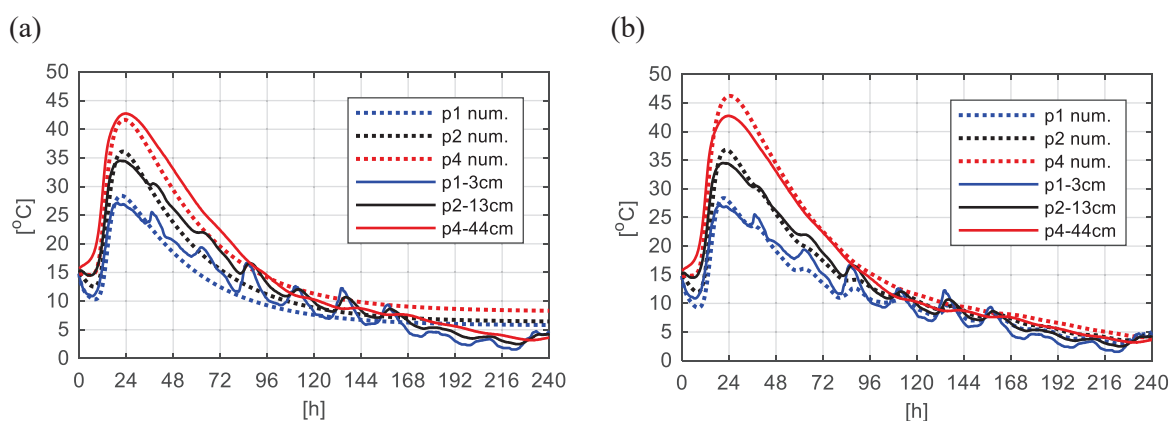 (a)
50
45
40
35
30
25
20
15
10
5
0
[°C]
0 24 48 72 96 120 144 168 192 216 240
[h]
p1 num.
p2 num.
p4 num.
p1-3cm
p2-13cm
p4-44cm
(b)
50
45
40
35
30
25
20
15
10
5
0
[°C]
0 24 48 72 96 120 144 168 192 216 240
[h]
p1 num.
p2 num.
p4 num.
p1-3cm
p2-13cm
p4-44cm